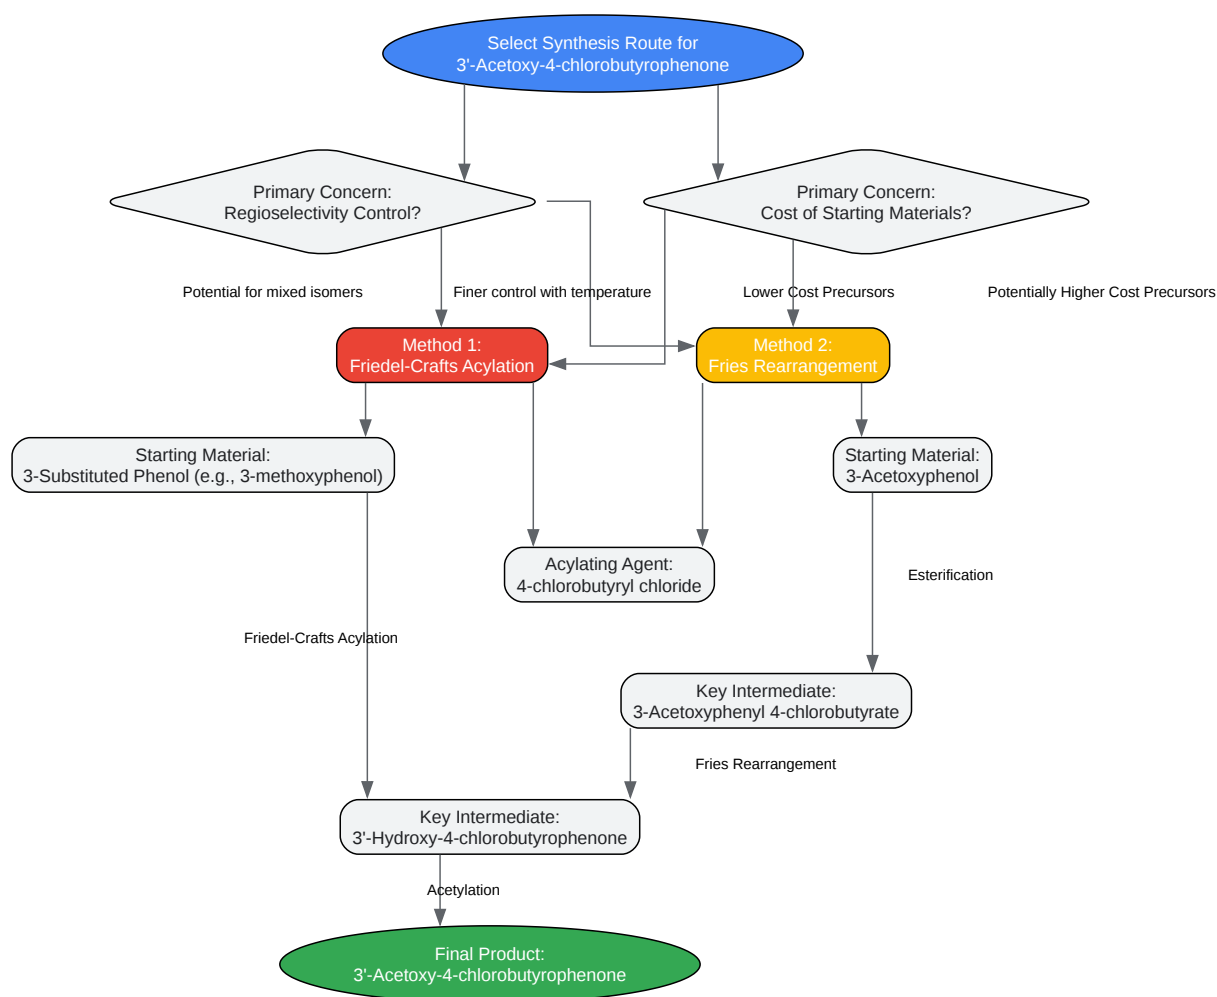 Select Synthesis Route for
3'-Acetoxy-4-chlorobutyrophenone
Primary Concern:
Regioselectivity Control?
Primary Concern:
Cost of Starting Materials?
Potential for mixed isomers
Finer control with temperature
Lower Cost Precursors
Potentially Higher Cost Precursors
Method 1:
Friedel-Crafts Acylation
Method 2:
Fries Rearrangement
Starting Material:
3-Substituted Phenol (e.g., 3-methoxyphenol)
Starting Material:
3-Acetoxyphenol
Acylating Agent:
4-chlorobutyryl chloride
Esterification
Friedel-Crafts Acylation
Key Intermediate:
3-Acetoxyphenyl 4-chlorobutyrate
Fries Rearrangement
Key Intermediate:
3'-Hydroxy-4-chlorobutyrophenone
Acetylation
Final Product:
3'-Acetoxy-4-chlorobutyrophenone